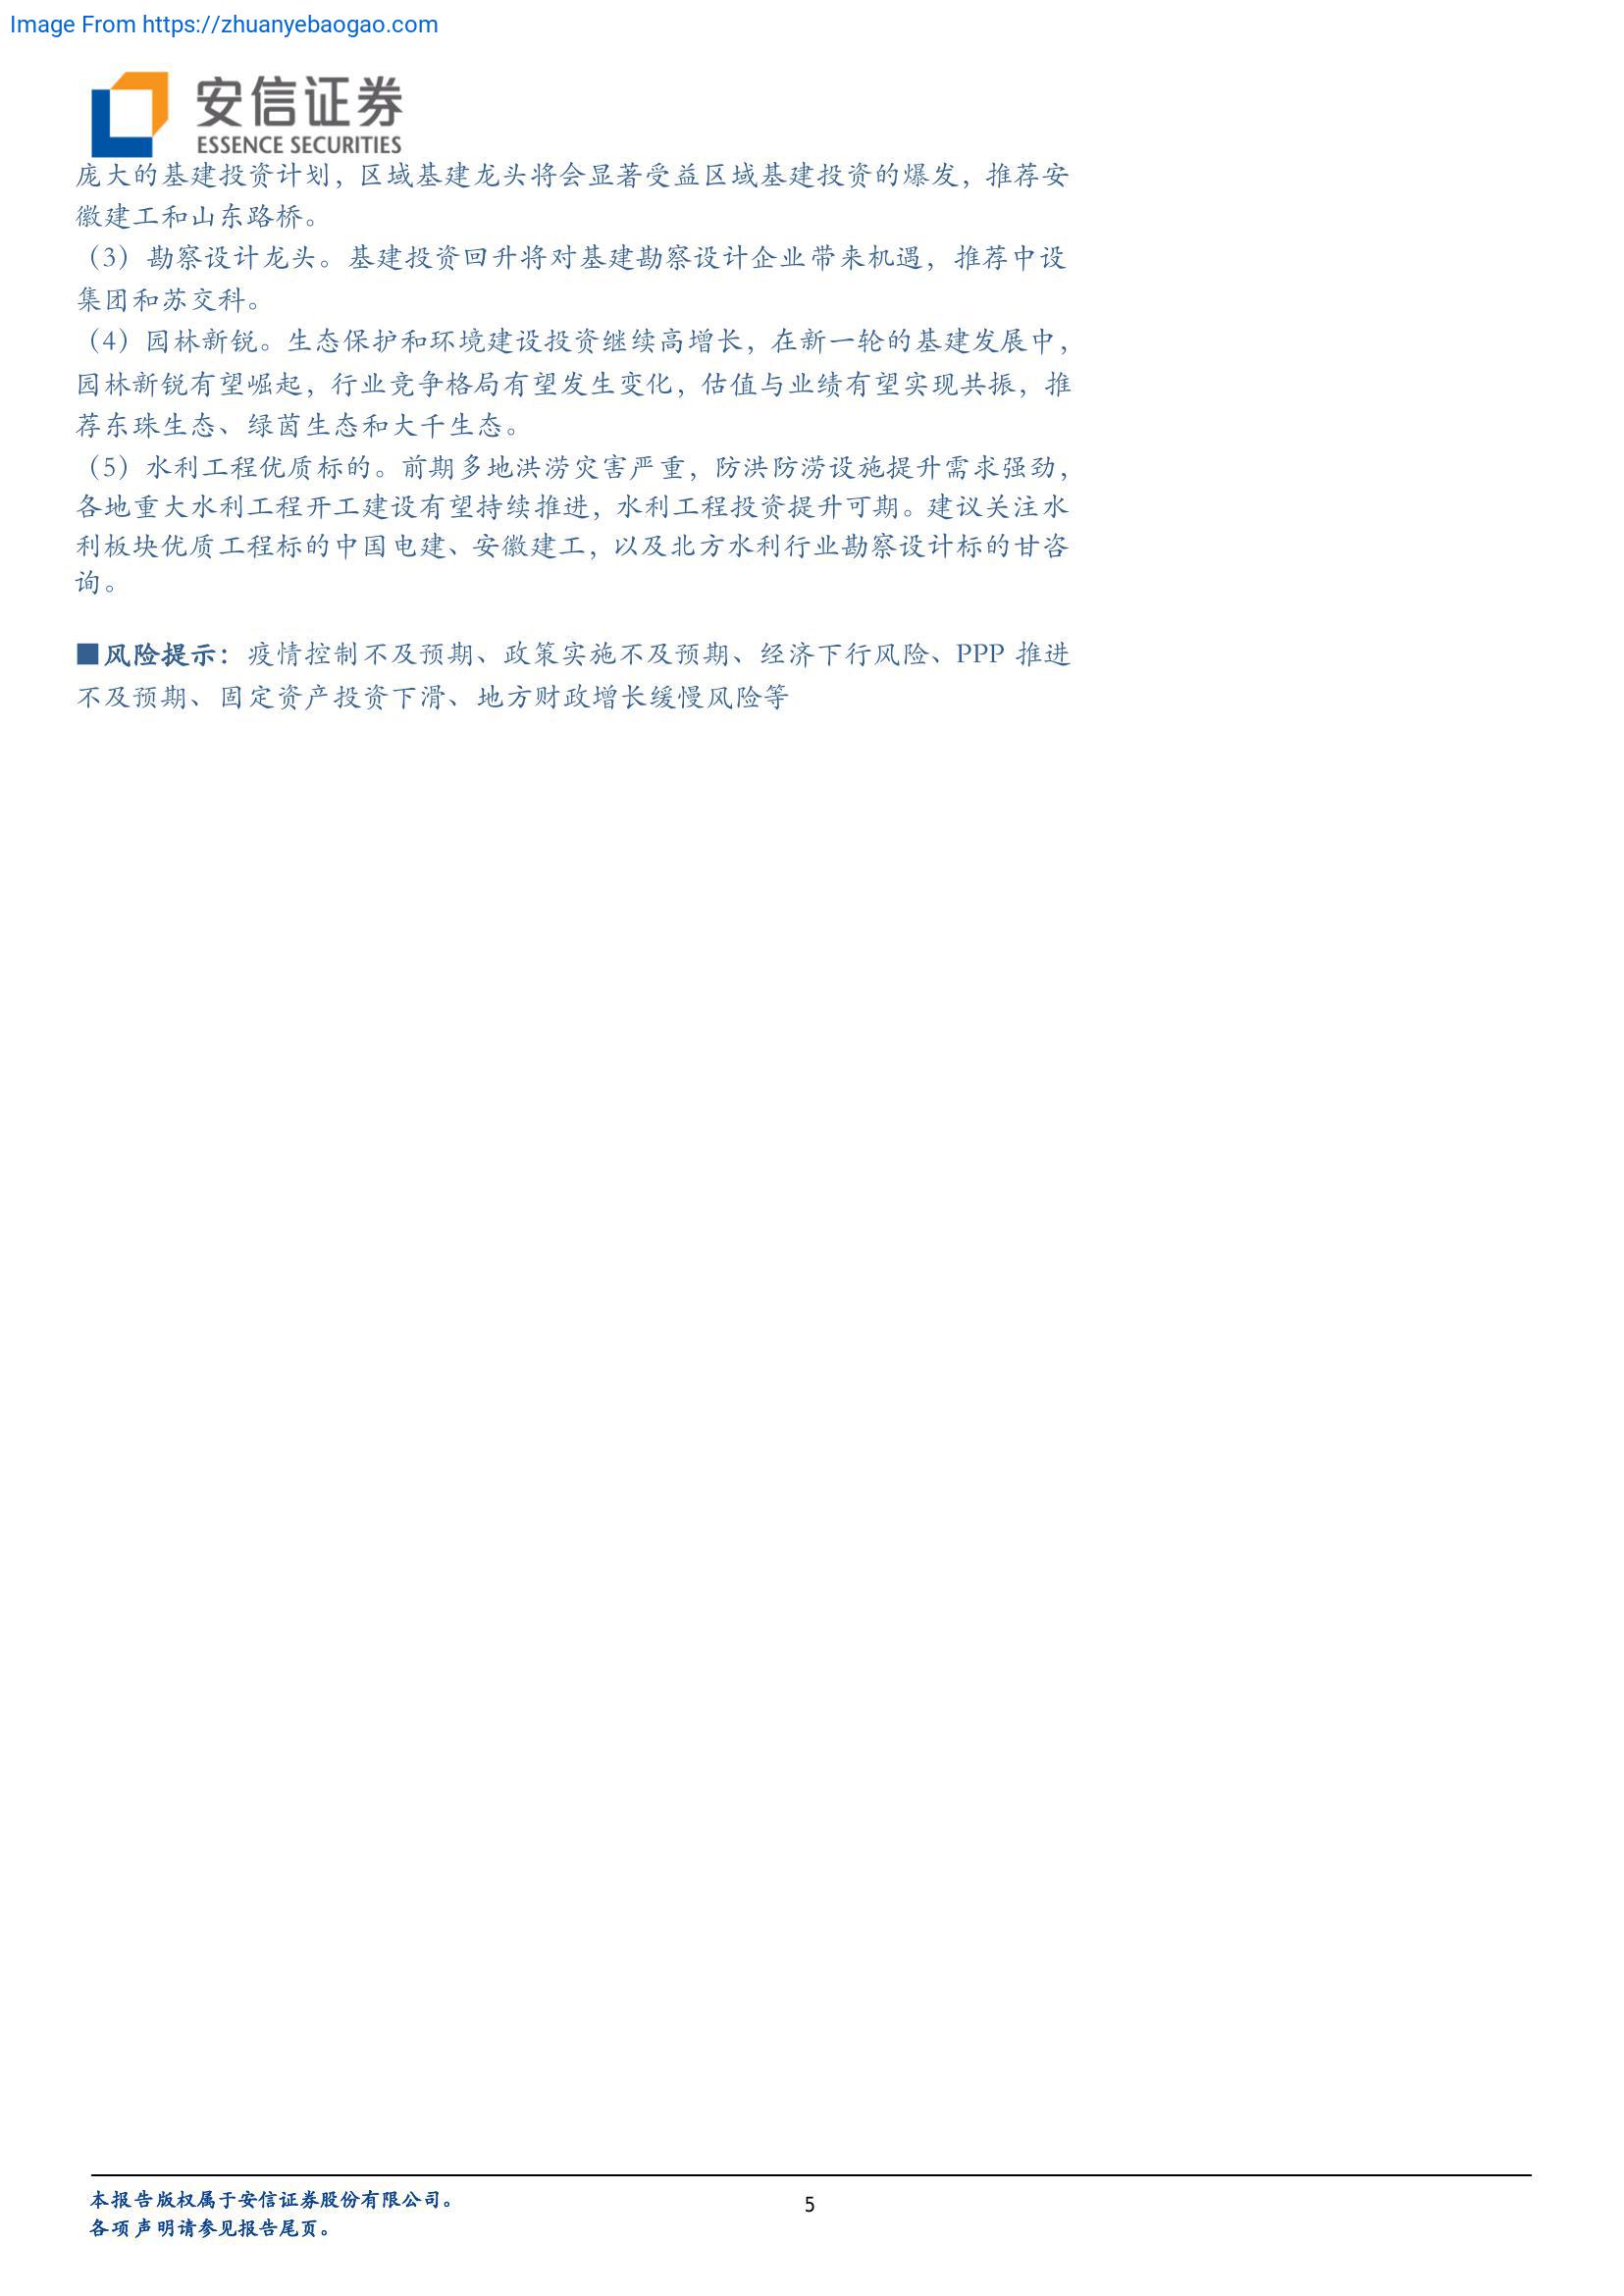 Image From https://zhuanyebaogao.com
安信证券
ESSENCE SECURITIES
庞大的基建投资计划，区域基建龙头将会显著受益区域基建投资的爆发，推荐安
徽建工和山东路桥。
（3）勘察设计龙头。基建投资回升将对基建勘察设计企业带来机遇，推荐中设
集团和苏交科。
（4）园林新锐。生态保护和环境建设投资继续高增长，在新一轮的基建发展中，
园林新锐有望崛起，行业竞争格局有望发生变化，估值与业绩有望实现共振，推
荐东珠生态、绿茵生态和大千生态。
（5）水利工程优质标的。前期多地洪涝灾害严重，防洪防涝设施提升需求强劲，
各地重大水利工程开工建设有望持续推进，水利工程投资提升可期。建议关注水
利板块优质工程标的中国电建、安徽建工，以及北方水利行业勘察设计标的甘咨
询。
■风险提示：疫情控制不及预期、政策实施不及预期、经济下行风险、PPP 推进
不及预期、固定资产投资下滑、地方财政增长缓慢风险等
本报告版权属于安信证券股份有限公司。
各项声明请参见报告尾页。
5